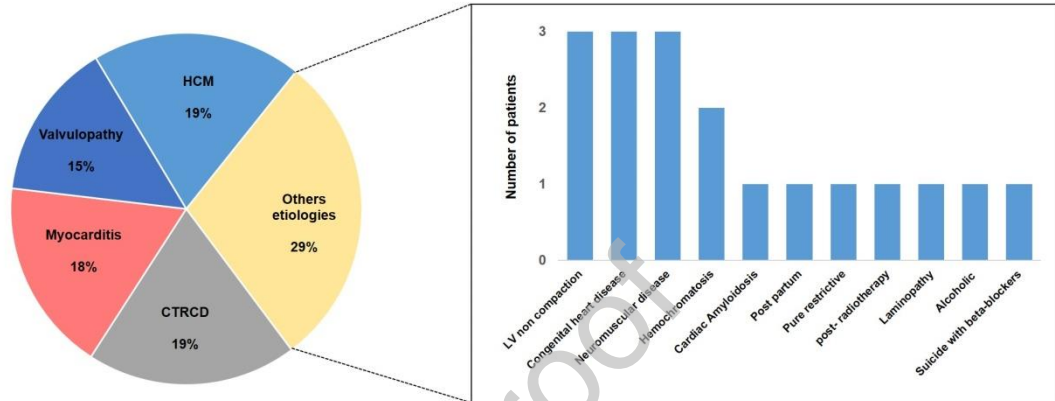 HCM
19%
Valvulopathy
15%
Others
etiologies
29%
Myocarditis
18%
CTRCD
19%
Number of patients
3
2
1
0
LV non compaction
Congenital heart disease
Neuromuscular disease
Hemochromatosis
Cardiac Amyloidosis
Post partum
Pure restrictive
post- radiotherapy
Laminopathy
Alcoholic
Suicide with beta-blockers
roof